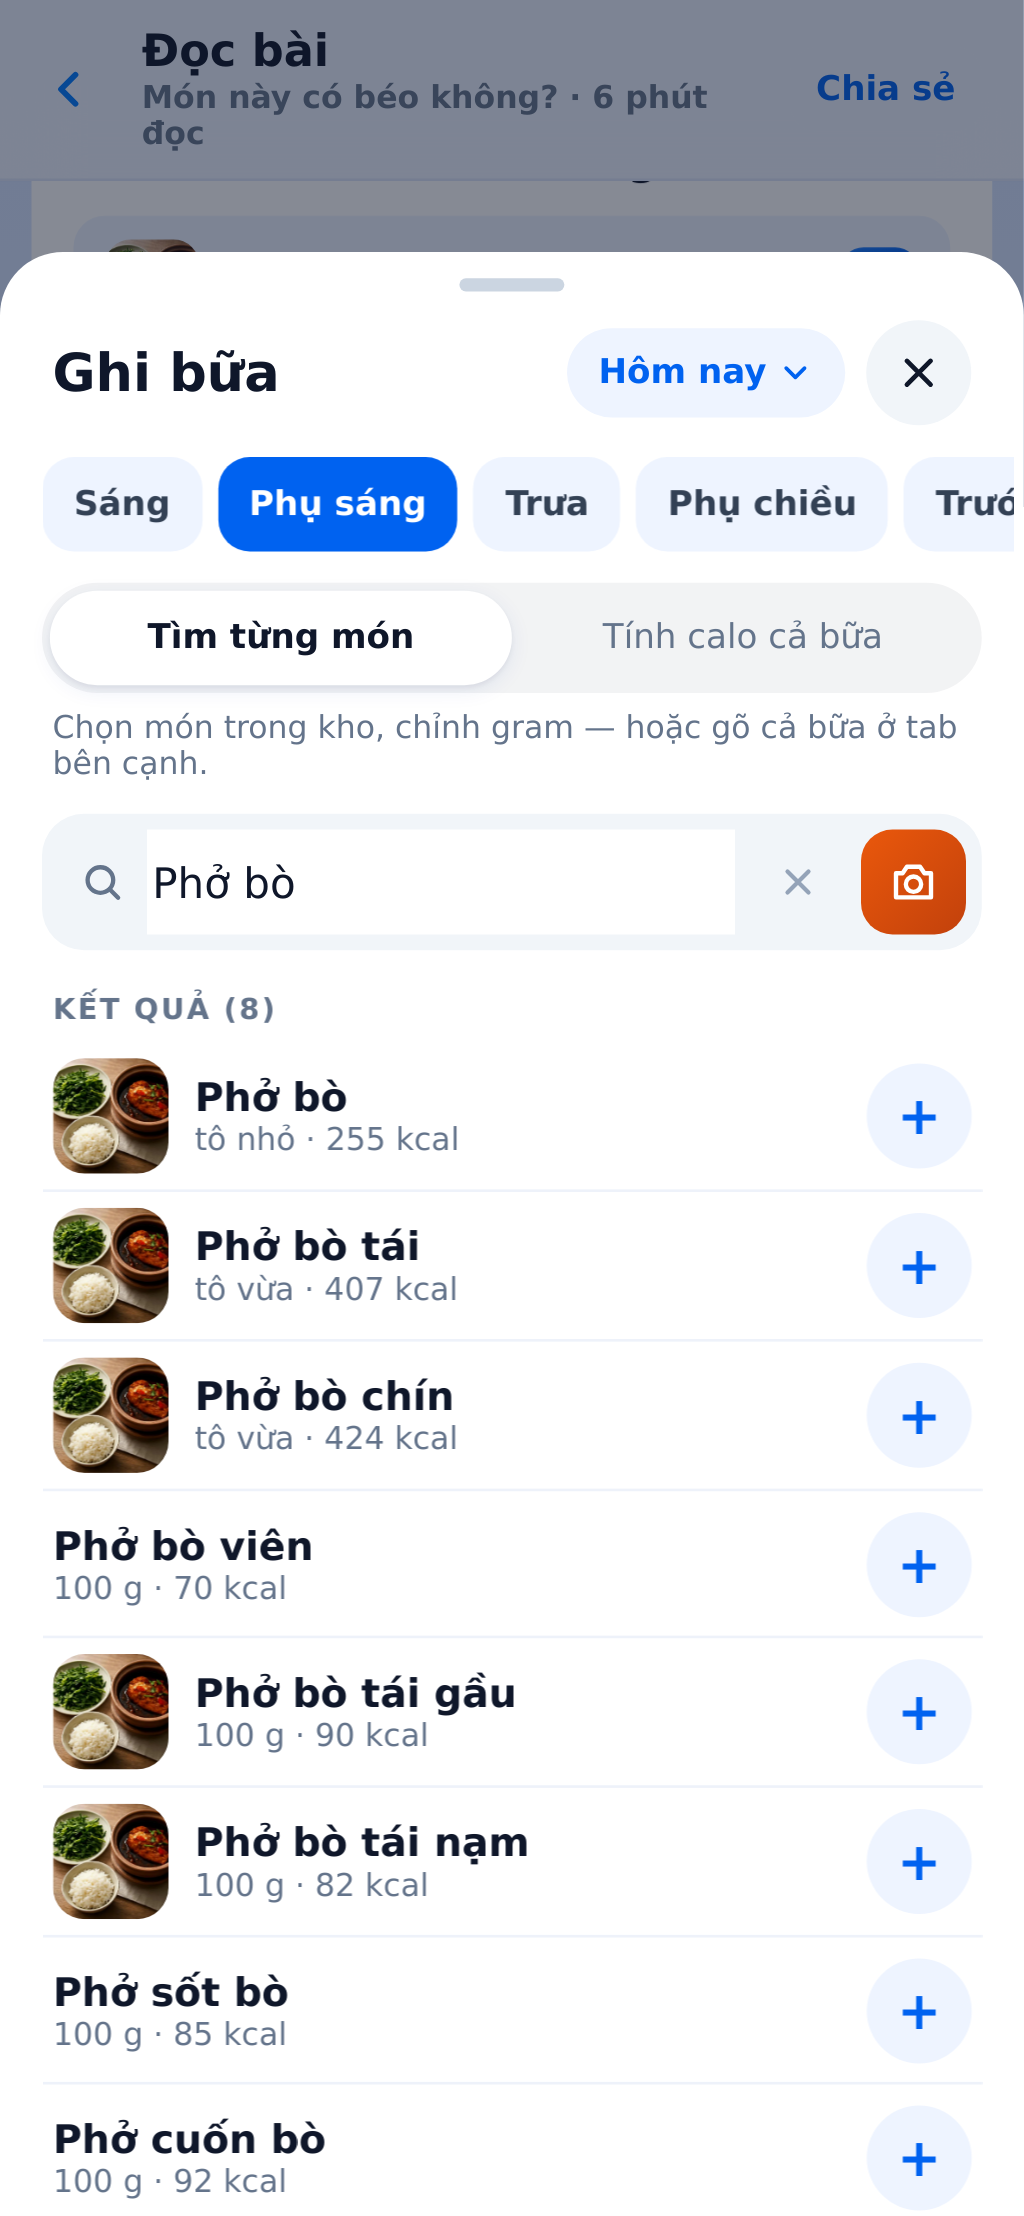 Đọc bài
Món này có béo không? · 6 phút
đọc
Chia sẻ
Ghi bữa
Hôm nay
Sáng
Phụ sáng
Trưa
Phụ chiều
Trướ
Tìm từng món
Tính calo cả bữa
Chọn món trong kho, chỉnh gram — hoặc gõ cả bữa ở tab
bên cạnh.
Phở bò
KẾT QUẢ (8)
Phở bò
tô nhỏ · 255 kcal
Phở bò tái
tô vừa · 407 kcal
Phở bò chín
tô vừa · 424 kcal
Phở bò viên
100 g · 70 kcal
Phở bò tái gầu
100 g · 90 kcal
Phở bò tái nạm
100 g · 82 kcal
Phở sốt bò
100 g · 85 kcal
Phở cuốn bò
100 g · 92 kcal